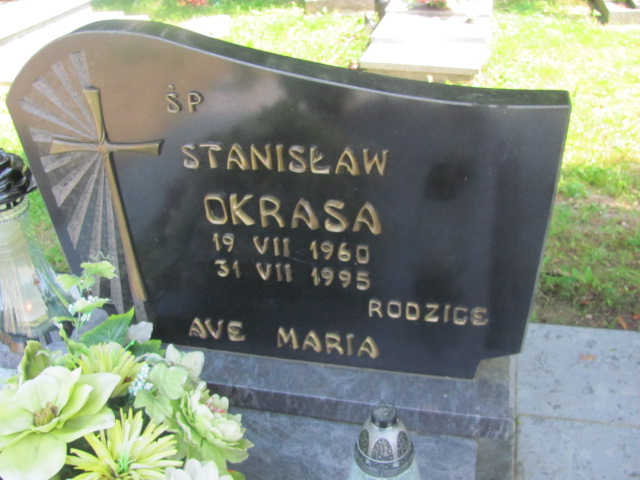 ŚP
STANISŁAW
OKRASA
19 VII 1960
31 VII 1995
RODZICE
AVE MARIA